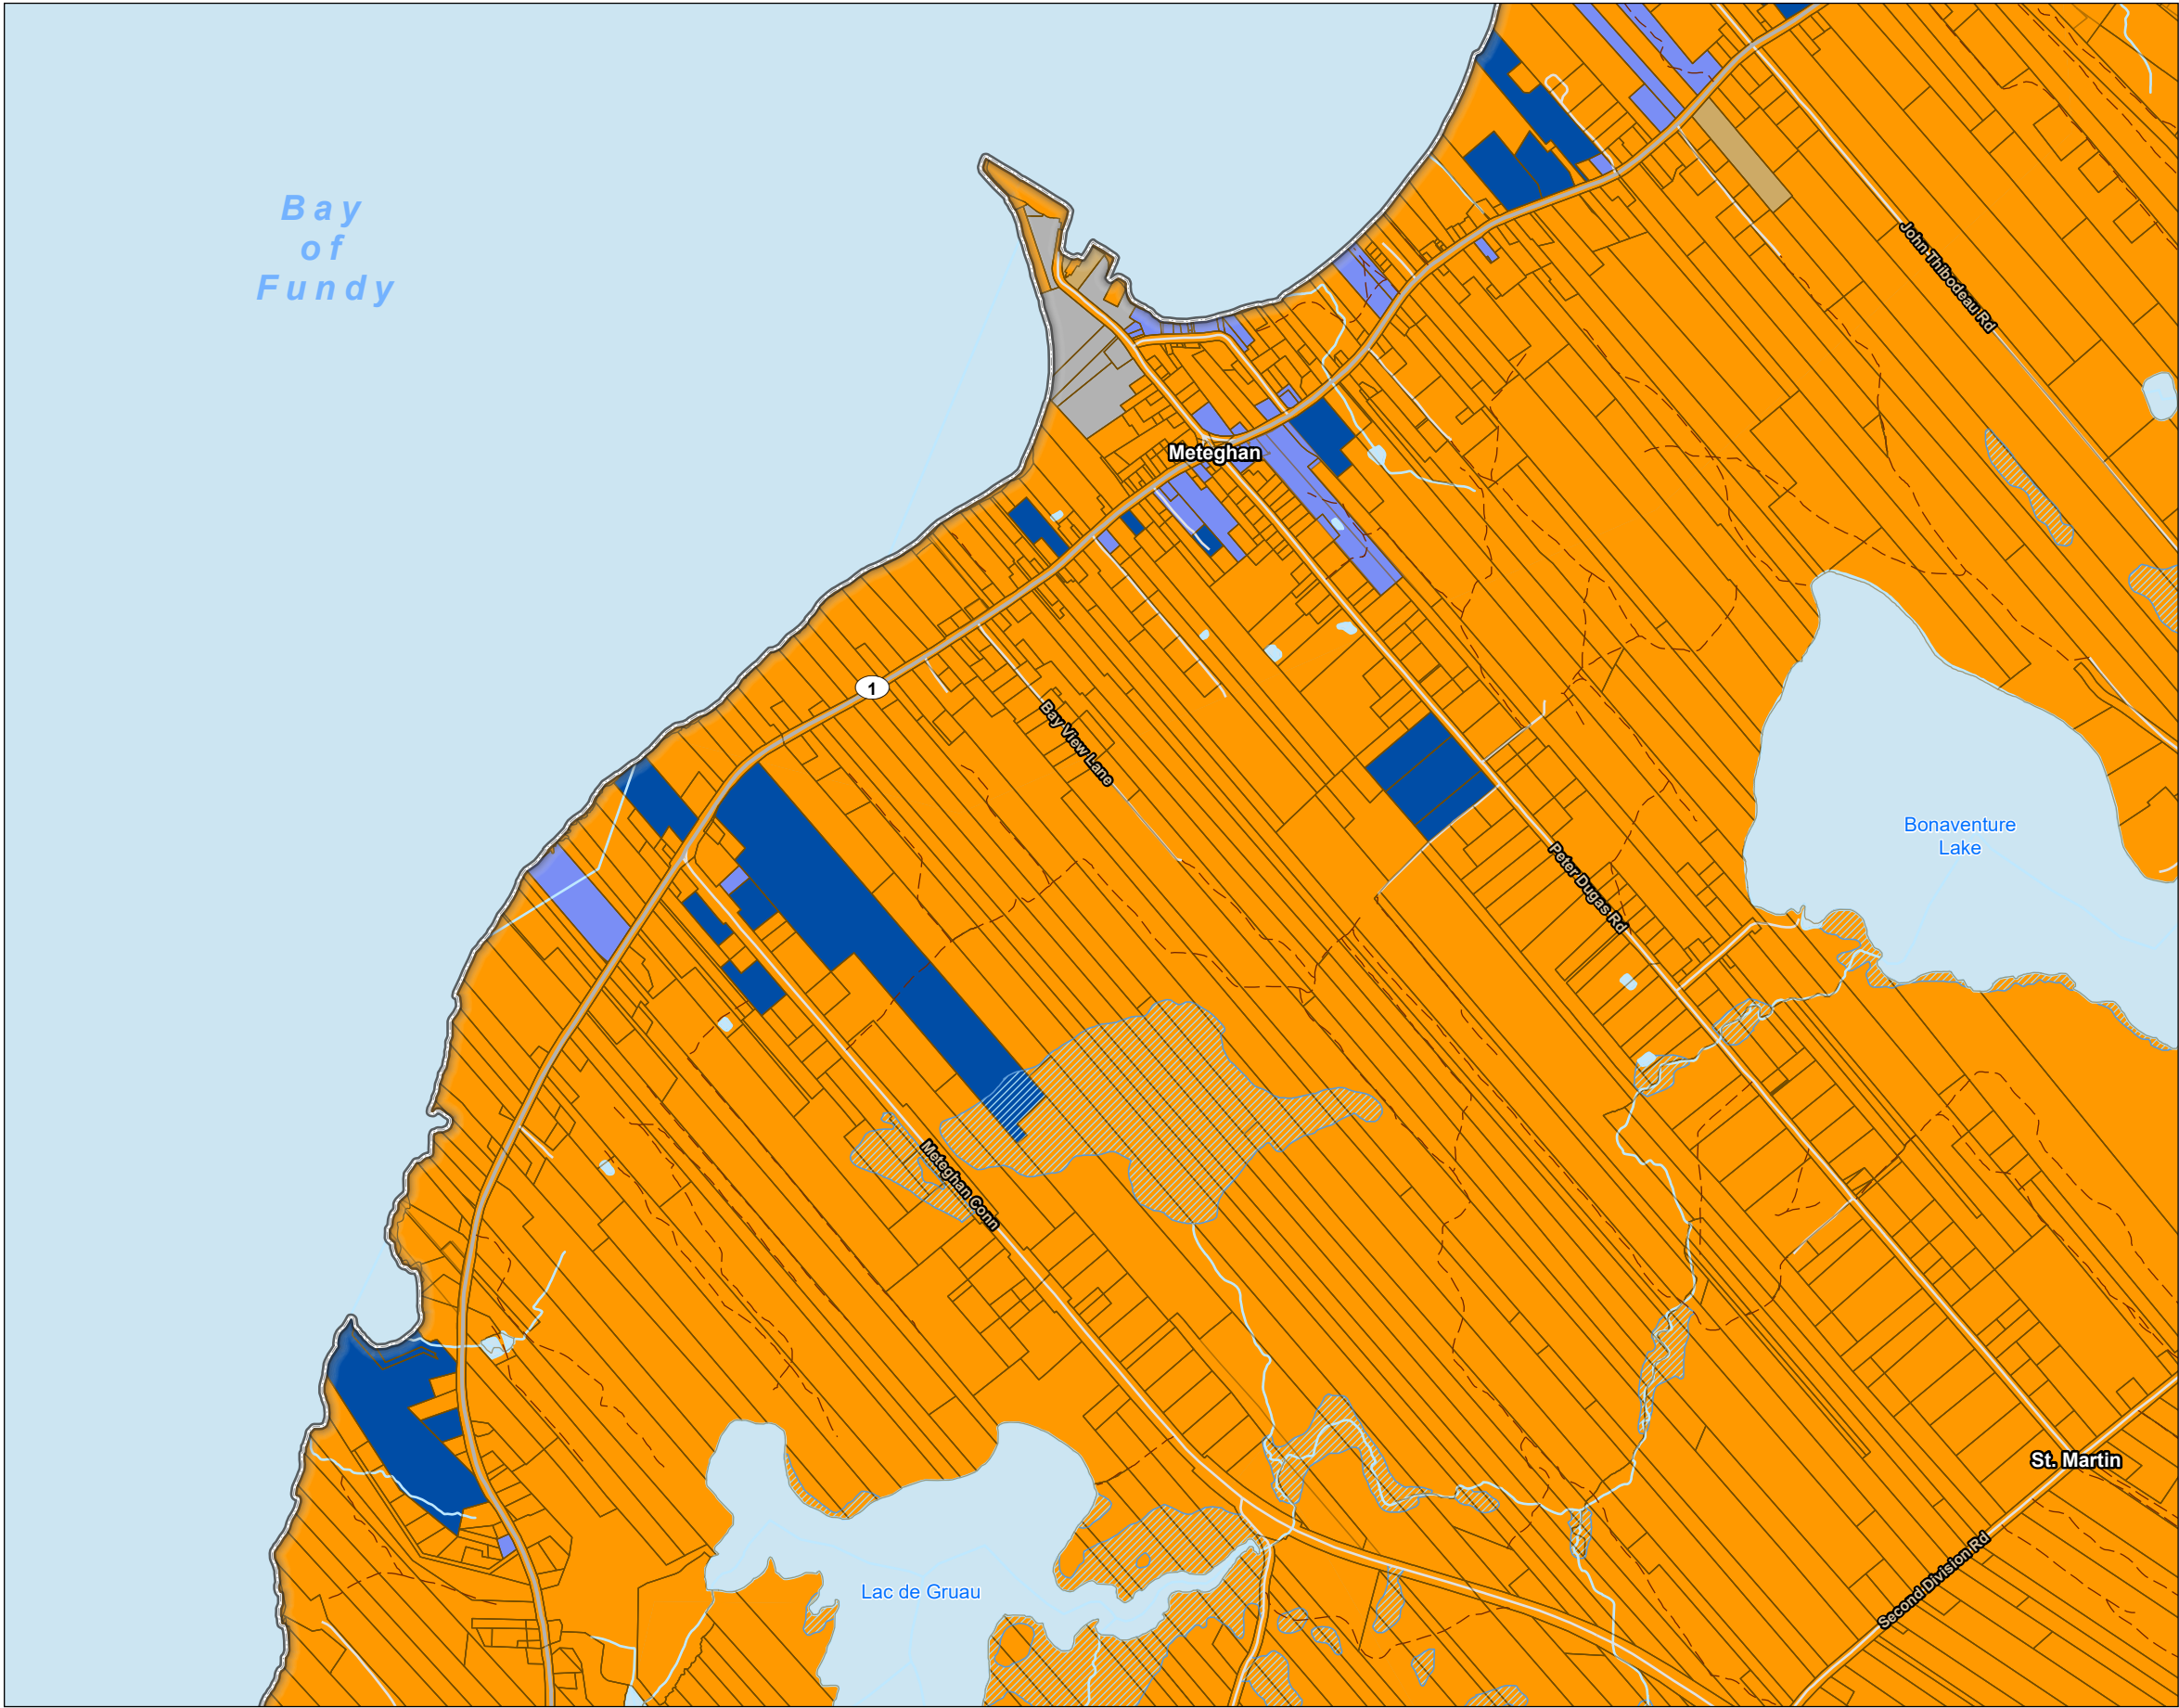 Bay
of
Fundy
John Thibodeau Rd
Meteghan
1
Bay View Lane
Bonaventure
Lake
Peter Dugas Rd
Meteghan Conn
St. Martin
Second Division Rd
Lac de Gruau